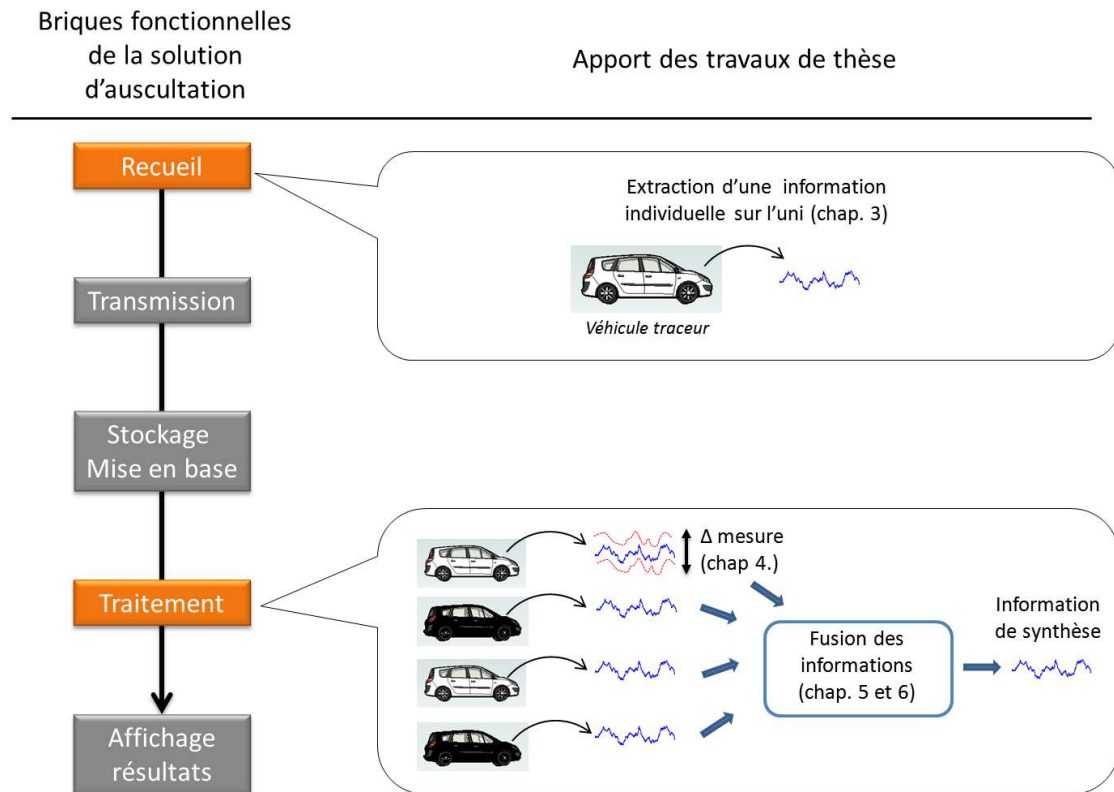 Briques fonctionnelles
de la solution
d’auscultation
Apport des travaux de thèse
Recueil
Extraction d’une information
individuelle sur l’uni (chap. 3)
Véhicule traceur
Transmission
Stockage
Mise en base
Traitement
Δ mesure
(chap 4.)
Fusion des
informations
(chap. 5 et 6)
Information
de synthèse
Affichage
résultats